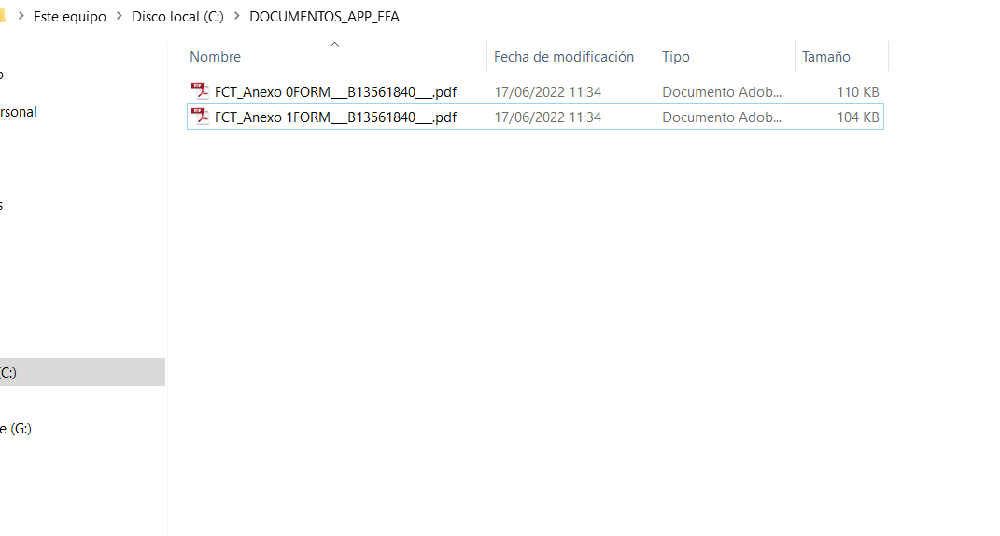 Este equipo > Disco local (C:) > DOCUMENTOS_APP_EFA
Nombre Fecha de modificación Tipo Tamaño
FCT_Anexo 0FORM___B13561840___.pdf 17/06/2022 11:34 Documento Adob... 110 KB
FCT_Anexo 1FORM___B13561840___.pdf 17/06/2022 11:34 Documento Adob... 104 KB
(C:)
(G:)